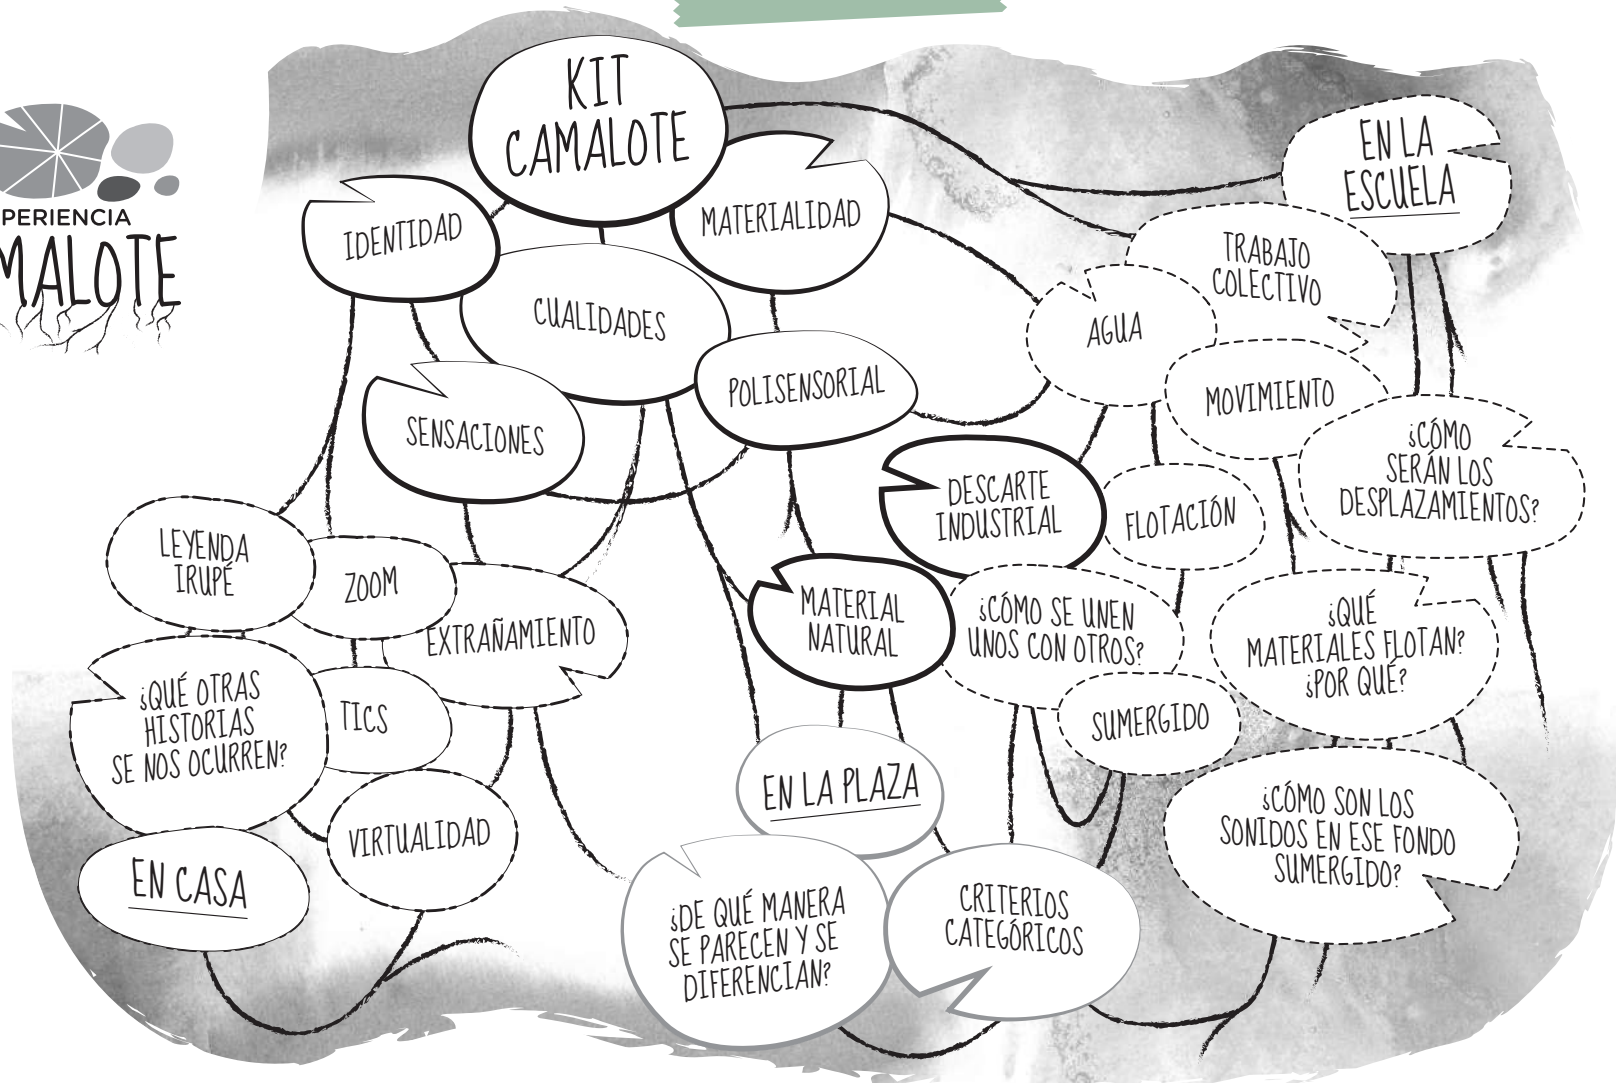 KIT
CAMALOTE
EN LA
ESCUELA
PERIENCIA
MALOTE
IDENTIDAD
MATERIALIDAD
TRABAJO
COLECTIVO
CUALIDADES
AGUA
POLISENSORIAL
MOVIMIENTO
SENSACIONES
¿CÓMO
SERÁN LOS
DESPLAZAMIENTOS?
DESCARTE
INDUSTRIAL
FLOTACIÓN
LEYENDA
IRUPÉ
ZOOM
EXTRAÑAMIENTO
MATERIAL
NATURAL
¿CÓMO SE UNEN
UNOS CON OTROS?
¿QUÉ
MATERIALES FLOTAN?
¿POR QUÉ?
¿QUÉ OTRAS
HISTORIAS
SE NOS OCURREN?
TICS
SUMERGIDO
EN LA PLAZA
VIRTUALIDAD
¿CÓMO SON LOS
SONIDOS EN ESE FONDO
SUMERGIDO?
EN CASA
¿DE QUÉ MANERA
SE PARECEN Y SE
DIFERENCIAN?
CRITERIOS
CATEGÓRICOS